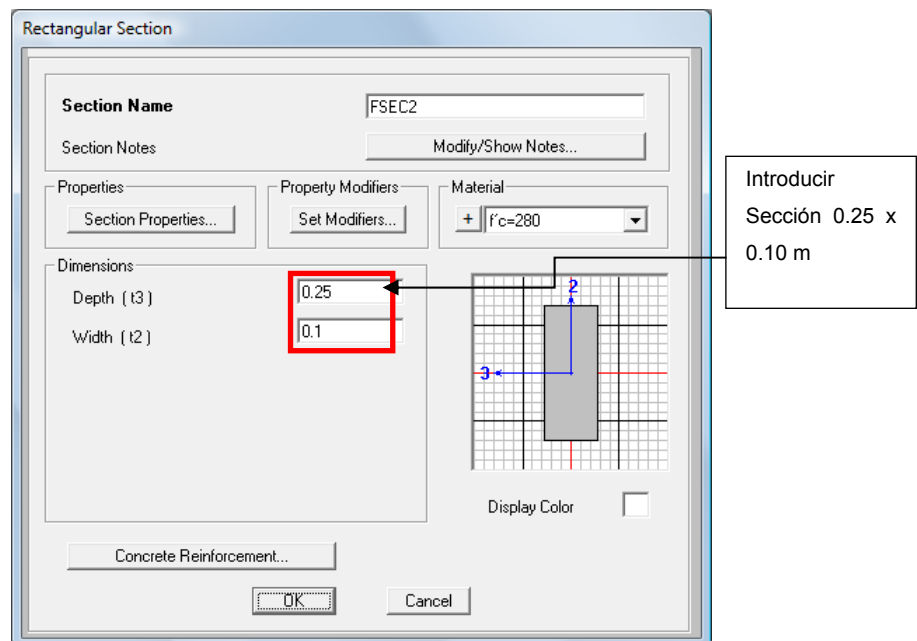 Rectangular Section
Section Name
FSEC2
Section Notes
Modify/Show Notes...
Properties
Section Properties...
Property Modifiers
Set Modifiers...
Material
+
f'c=280
Dimensions
Depth ( t3 )
0.25
Width ( t2 )
0.1
2
3
Display Color
Concrete Reinforcement...
OK
Cancel
Introducir
Sección 0.25 x
0.10 m